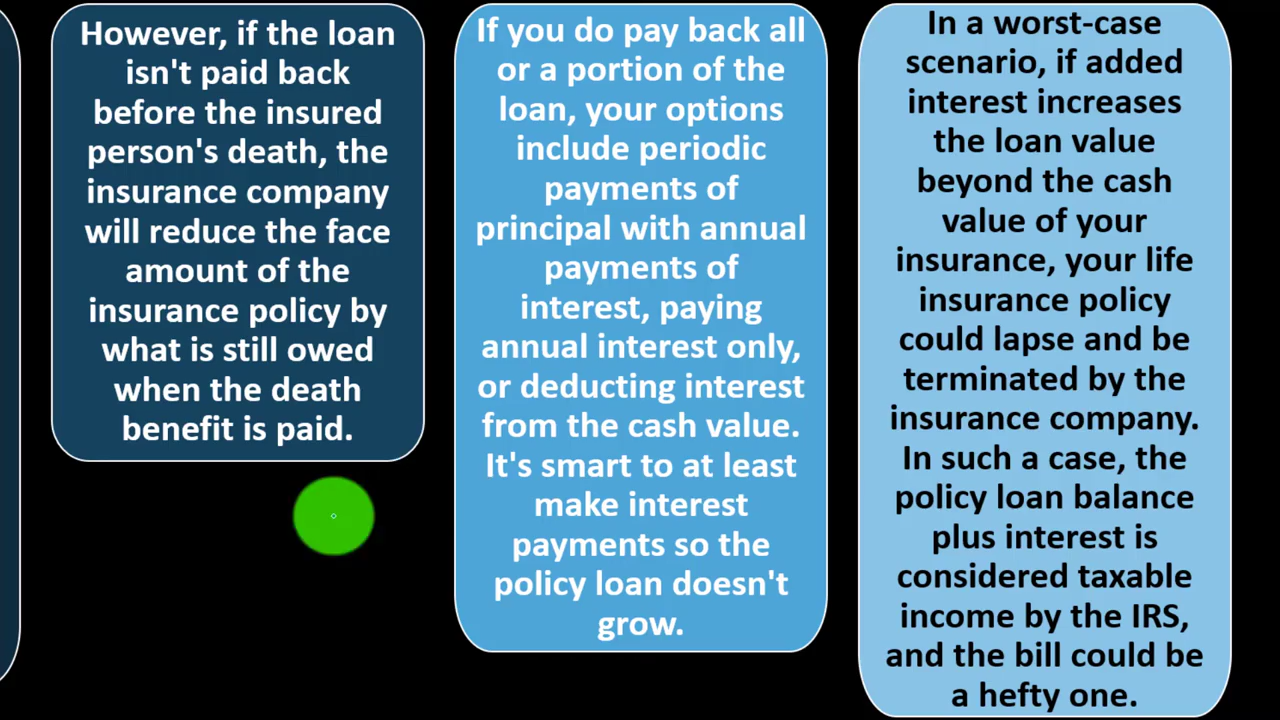 However, if the loan
isn't paid back
before the insured
person's death, the
insurance company
will reduce the face
amount of the
insurance policy by
what is still owed
when the death
benefit is paid.
If you do pay back all
or a portion of the
loan, your options
include periodic
payments of
principal with annual
payments of
interest, paying
annual interest only,
or deducting interest
from the cash value.
It's smart to at least
make interest
payments so the
policy loan doesn't
grow.
In a worst-case
scenario, if added
interest increases
the loan value
beyond the cash
value of your
insurance, your life
insurance policy
could lapse and be
terminated by the
insurance company.
In such a case, the
policy loan balance
plus interest is
considered taxable
income by the IRS,
and the bill could be
a hefty one.